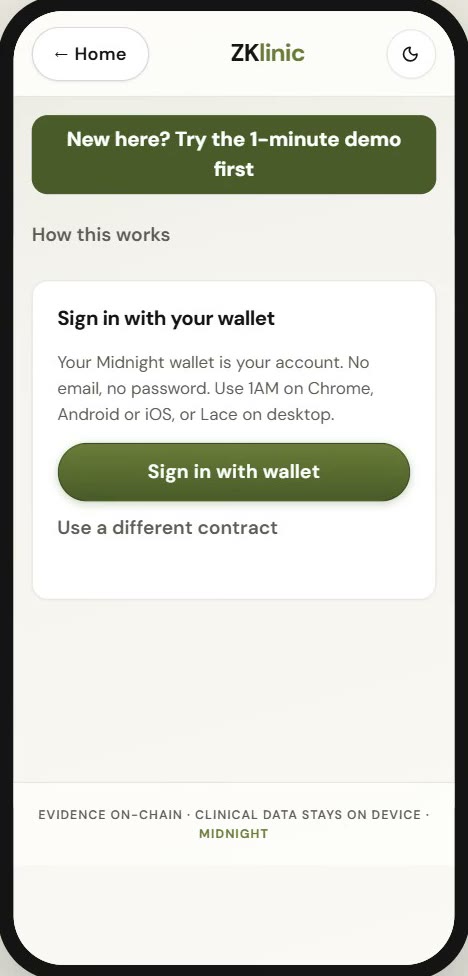 ← Home
ZKlinic
New here? Try the 1-minute demo
first
How this works
Sign in with your wallet
Your Midnight wallet is your account. No
email, no password. Use 1AM on Chrome,
Android or iOS, or Lace on desktop.
Sign in with wallet
Use a different contract
EVIDENCE ON-CHAIN · CLINICAL DATA STAYS ON DEVICE ·
MIDNIGHT